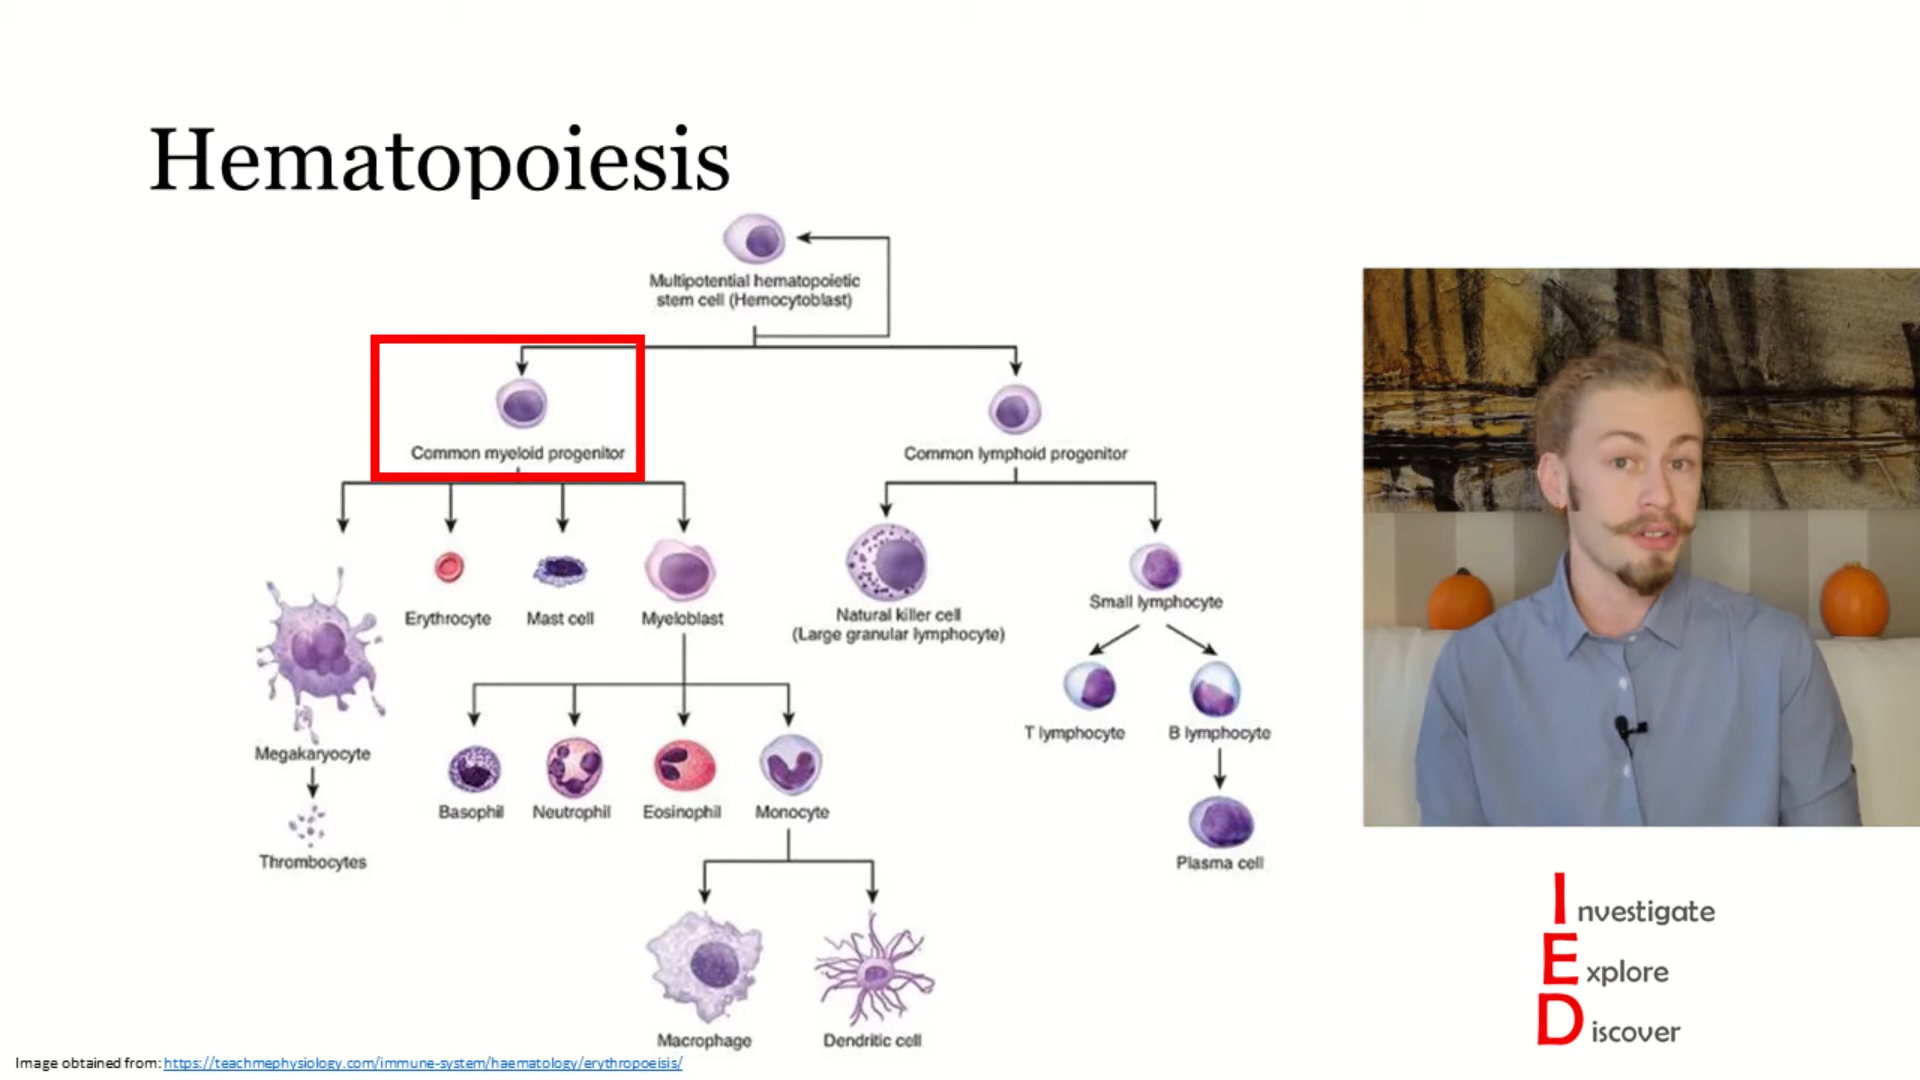 Hematopoiesis
Multipotential hematopoietic
stem cell (Hemocytoblast)
Common myeloid progenitor
Common lymphoid progenitor
Erythrocyte
Mast cell
Myeloblast
Natural killer cell
(Large granular lymphocyte)
Small lymphocyte
Megakaryocyte
T lymphocyte
B lymphocyte
Basophil
Neutrophil
Eosinophil
Monocyte
Thrombocytes
Plasma cell
Macrophage
Dendritic cell
Investigate
Explore
Discover
Image obtained from: https://teachmephysiology.com/immune-system/haematology/erythropoeisis/